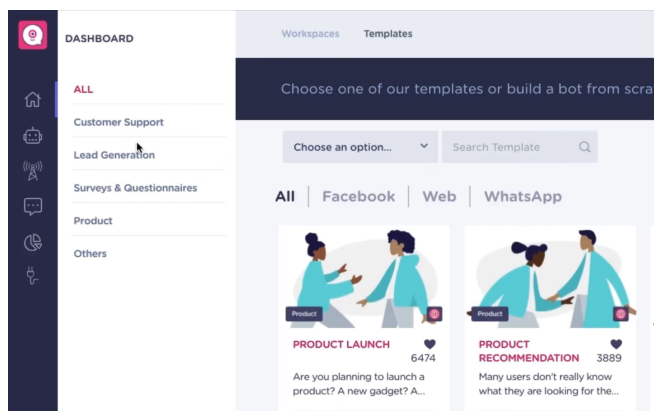 DASHBOARD
ALL
Customer Support
Lead Generation
Surveys & Questionnaires
Product
Others
Workspaces Templates
Choose one of our templates or build a bot from scra
Choose an option... Search Template
All Facebook Web WhatsApp
Product
PRODUCT LAUNCH
6474
Are you planning to launch a
product? A new gadget? A...
Product
PRODUCT
RECOMMENDATION 3889
Many users don't really know
what they are looking for the...